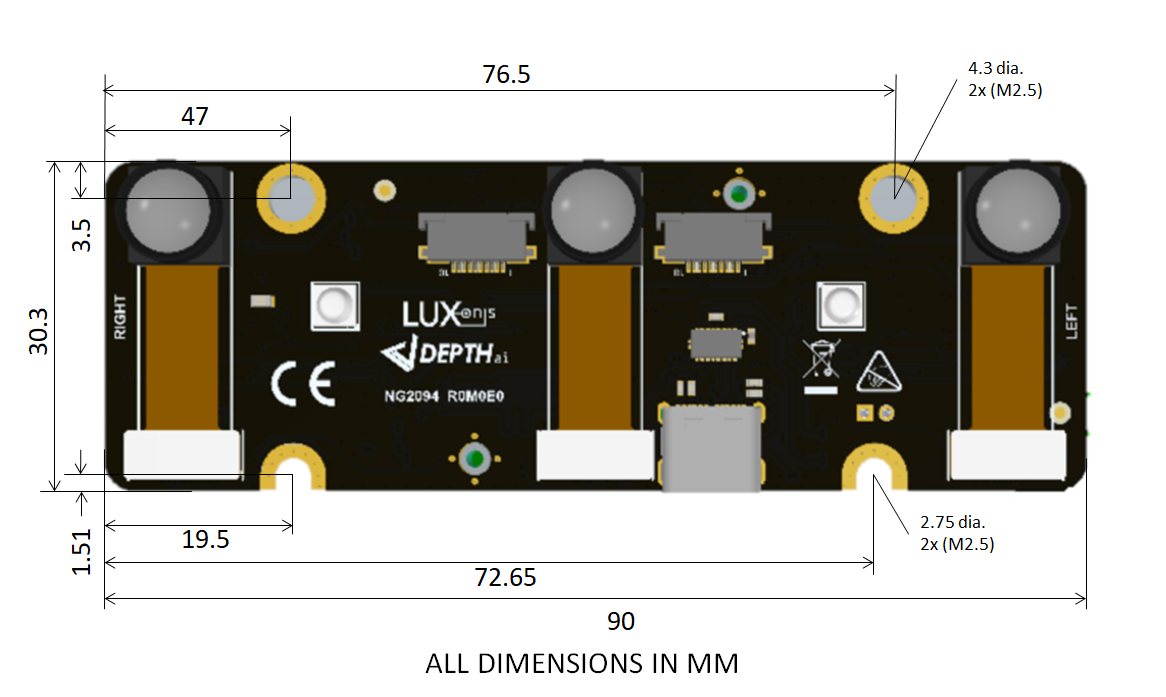 76.5
4.3 dia.
2x (M2.5)
47
3.5
30.3
RIGHT
LEFT
LUXonis
DEPTHai
CE
NG2094 R0M0E0
1.51
19.5
2.75 dia.
2x (M2.5)
72.65
90
ALL DIMENSIONS IN MM